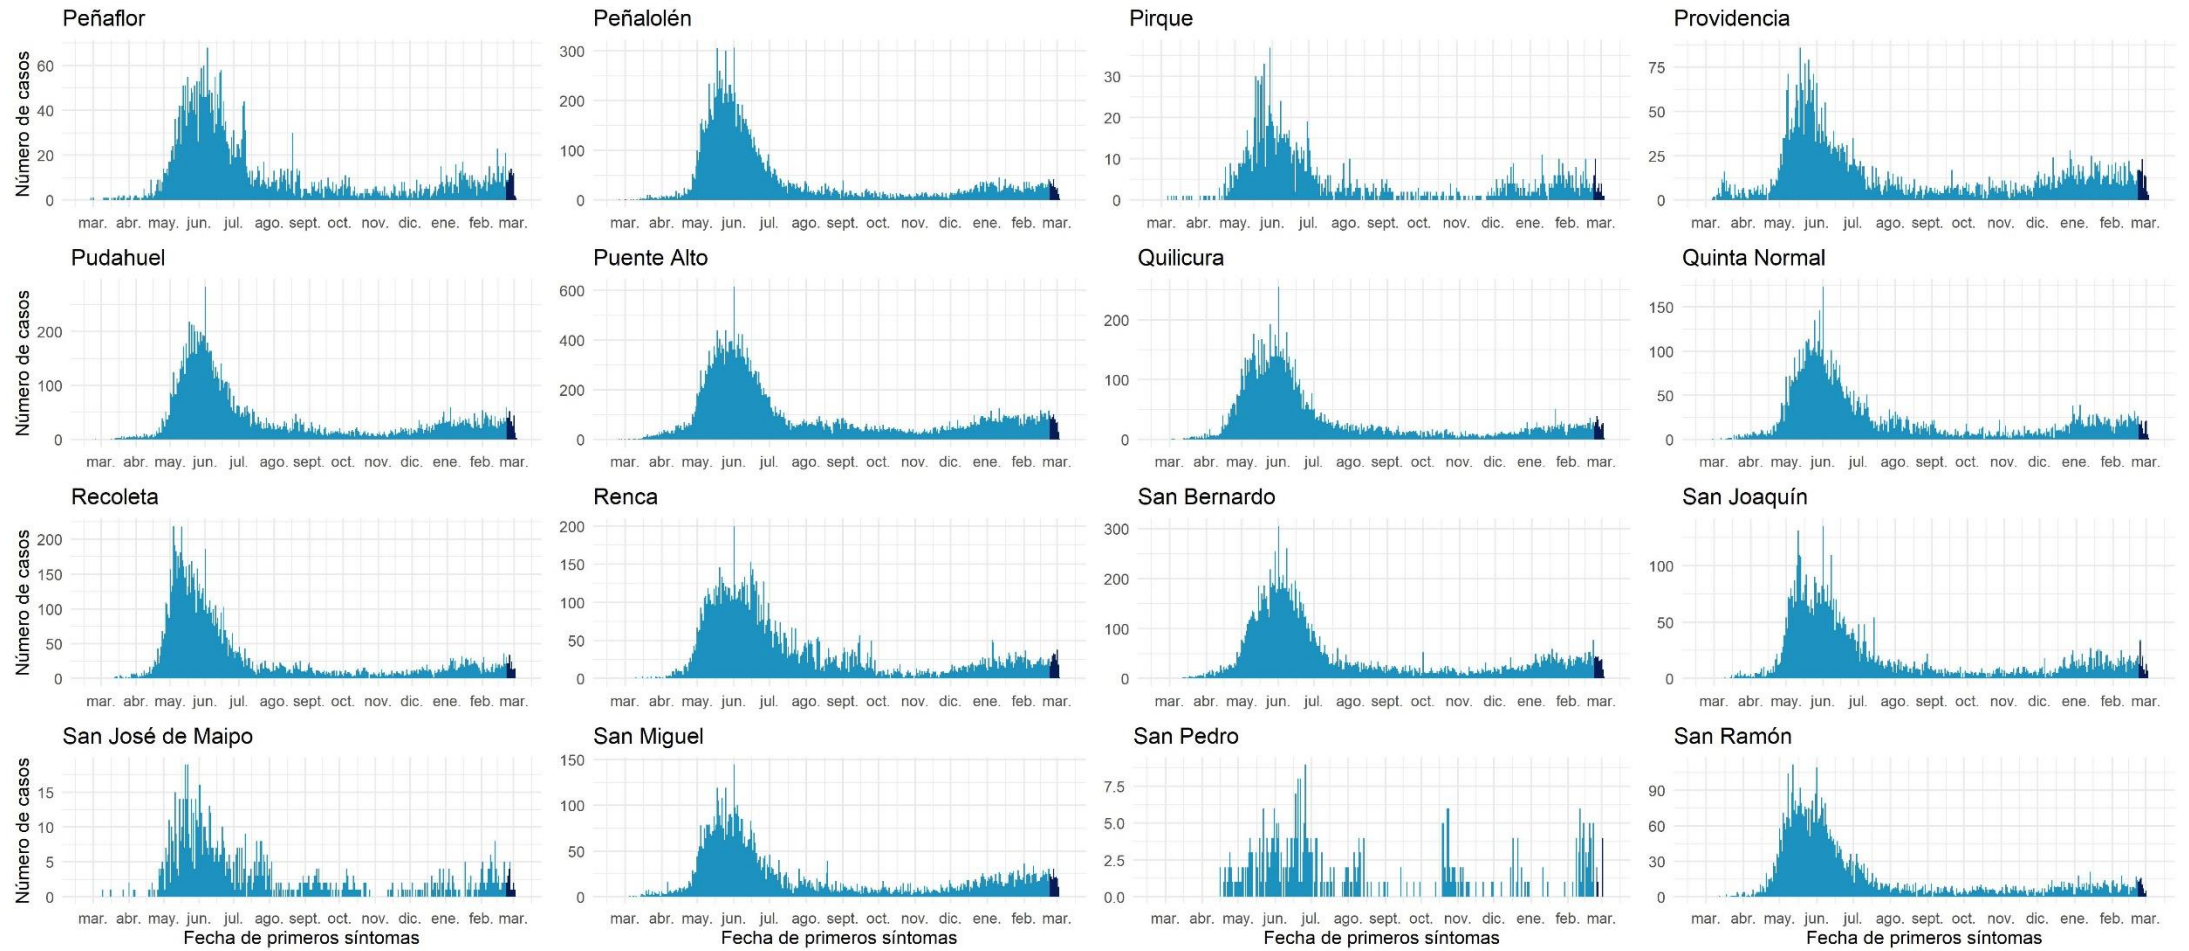 Peñaflor
Peñalolén
Pirque
Providencia
Número de casos
60
40
20
0
300
200
100
0
30
20
10
0
75
50
25
0
mar. abr. may. jun. jul. ago. sept. oct. nov. dic. ene. feb. mar.
mar. abr. may. jun. jul. ago. sept. oct. nov. dic. ene. feb. mar.
mar. abr. may. jun. jul. ago. sept. oct. nov. dic. ene. feb. mar.
mar. abr. may. jun. jul. ago. sept. oct. nov. dic. ene. feb. mar.
Pudahuel
Puente Alto
Quilicura
Quinta Normal
Número de casos
200
100
0
600
400
200
0
200
100
0
150
100
50
0
mar. abr. may. jun. jul. ago. sept. oct. nov. dic. ene. feb. mar.
mar. abr. may. jun. jul. ago. sept. oct. nov. dic. ene. feb. mar.
mar. abr. may. jun. jul. ago. sept. oct. nov. dic. ene. feb. mar.
mar. abr. may. jun. jul. ago. sept. oct. nov. dic. ene. feb. mar.
Recoleta
Renca
San Bernardo
San Joaquín
Número de casos
200
150
100
50
0
200
150
100
50
0
300
200
100
0
100
50
0
mar. abr. may. jun. jul. ago. sept. oct. nov. dic. ene. feb. mar.
mar. abr. may. jun. jul. ago. sept. oct. nov. dic. ene. feb. mar.
mar. abr. may. jun. jul. ago. sept. oct. nov. dic. ene. feb. mar.
mar. abr. may. jun. jul. ago. sept. oct. nov. dic. ene. feb. mar.
San José de Maipo
San Miguel
San Pedro
San Ramón
Número de casos
15
10
5
0
150
100
50
0
7.5
5.0
2.5
0.0
90
60
30
0
mar. abr. may. jun. jul. ago. sept. oct. nov. dic. ene. feb. mar.
mar. abr. may. jun. jul. ago. sept. oct. nov. dic. ene. feb. mar.
mar. abr. may. jun. jul. ago. sept. oct. nov. dic. ene. feb. mar.
mar. abr. may. jun. jul. ago. sept. oct. nov. dic. ene. feb. mar.
Fecha de primeros síntomas
Fecha de primeros síntomas
Fecha de primeros síntomas
Fecha de primeros síntomas